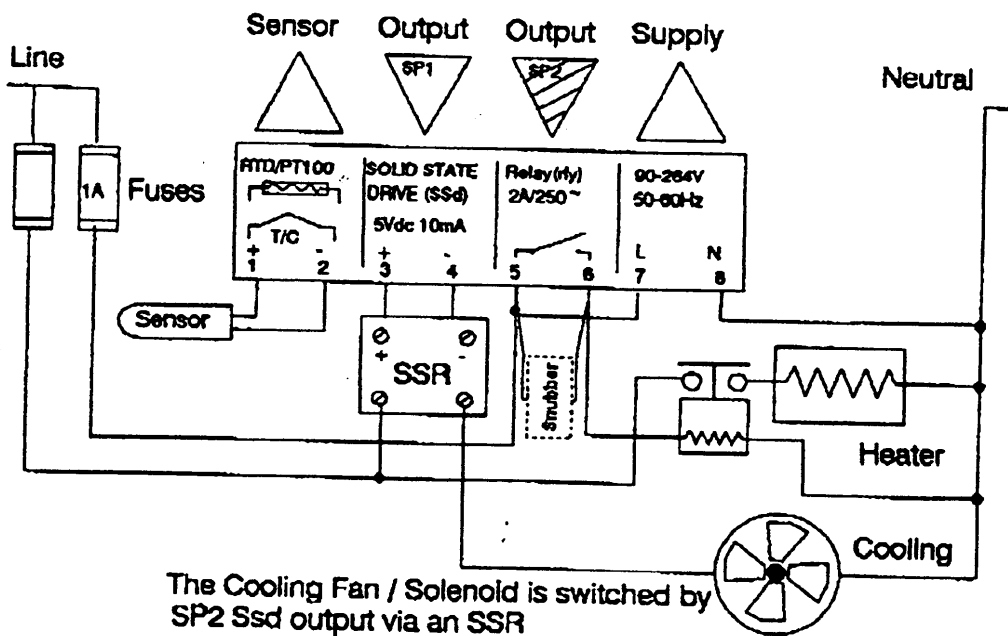 Sensor Output Output Supply
Line
SP1
SP2
Neutral
1A
Fuses
RTD/PT100
T/C
+ -
1 2
SOLID STATE
DRIVE (SSd)
5Vdc 10mA
+ -
3 4
Relay(rly)
2A/250~
5 6
90-264V
50-60Hz
L N
7 8
Sensor
+ -
SSR
Snubber
Heater
Cooling
The Cooling Fan / Solenoid is switched by
SP2 Ssd output via an SSR